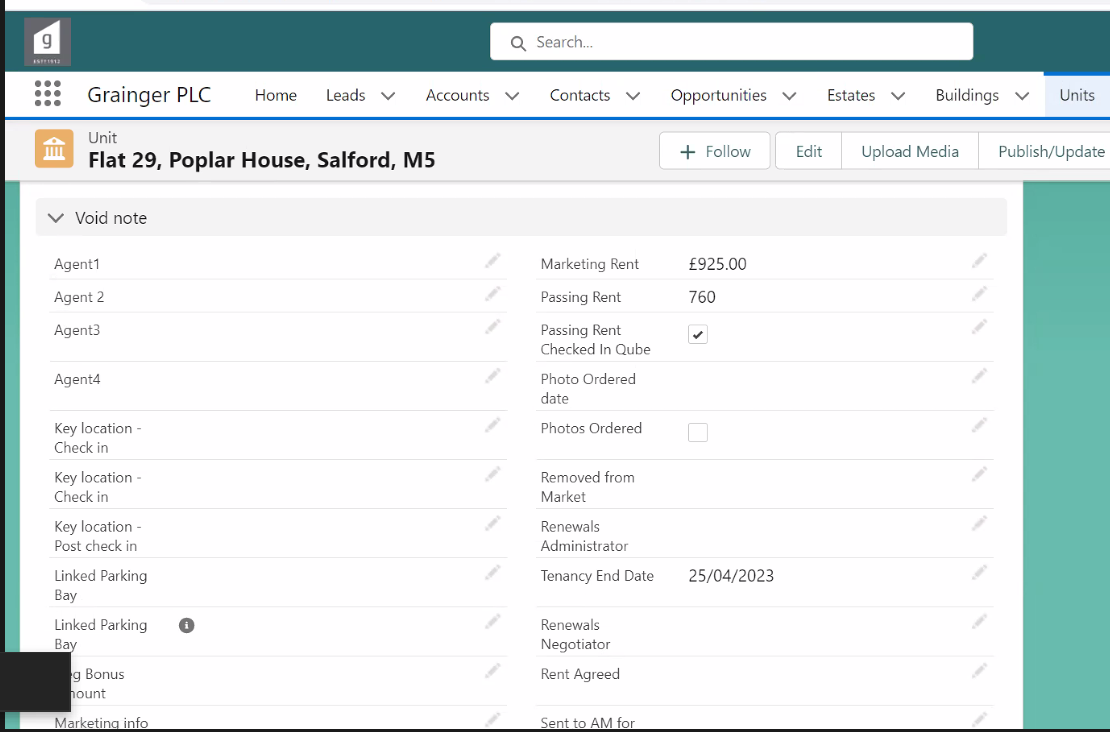 g
ESTD 1912
Search...
Grainger PLC Home Leads Accounts Contacts Opportunities Estates Buildings Units
Unit
Flat 29, Poplar House, Salford, M5
+ Follow Edit Upload Media Publish/Update
Void note
Agent1
Marketing Rent £925.00
Agent 2
Passing Rent 760
Agent3
Passing Rent
Checked In Qube
Agent4
Photo Ordered
date
Key location -
Check in
Photos Ordered
Key location -
Check in
Removed from
Market
Key location -
Post check in
Renewals
Administrator
Linked Parking
Bay
Tenancy End Date 25/04/2023
Linked Parking
Bay
Renewals
Negotiator
Bonus
Rent Agreed
Marketing info
Sent to AM for